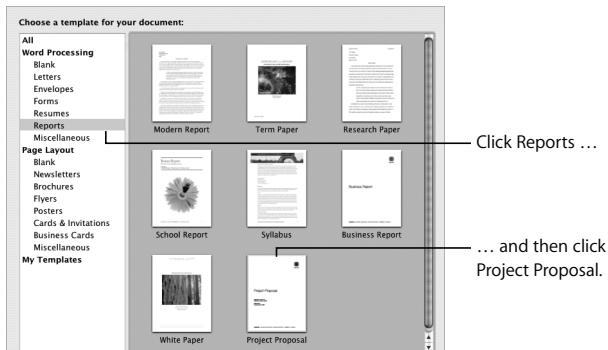 Choose a template for your document:
All
Word Processing
Blank
Letters
Envelopes
Forms
Resumes
Reports
Miscellaneous
Page Layout
Blank
Newsletters
Brochures
Flyers
Posters
Cards & Invitations
Business Cards
Miscellaneous
My Templates
Modern Report
Term Paper
Research Paper
School Report
Syllabus
Business Report
White Paper
Project Proposal
Business Report
Project Proposal
Click Reports …
… and then click
Project Proposal.